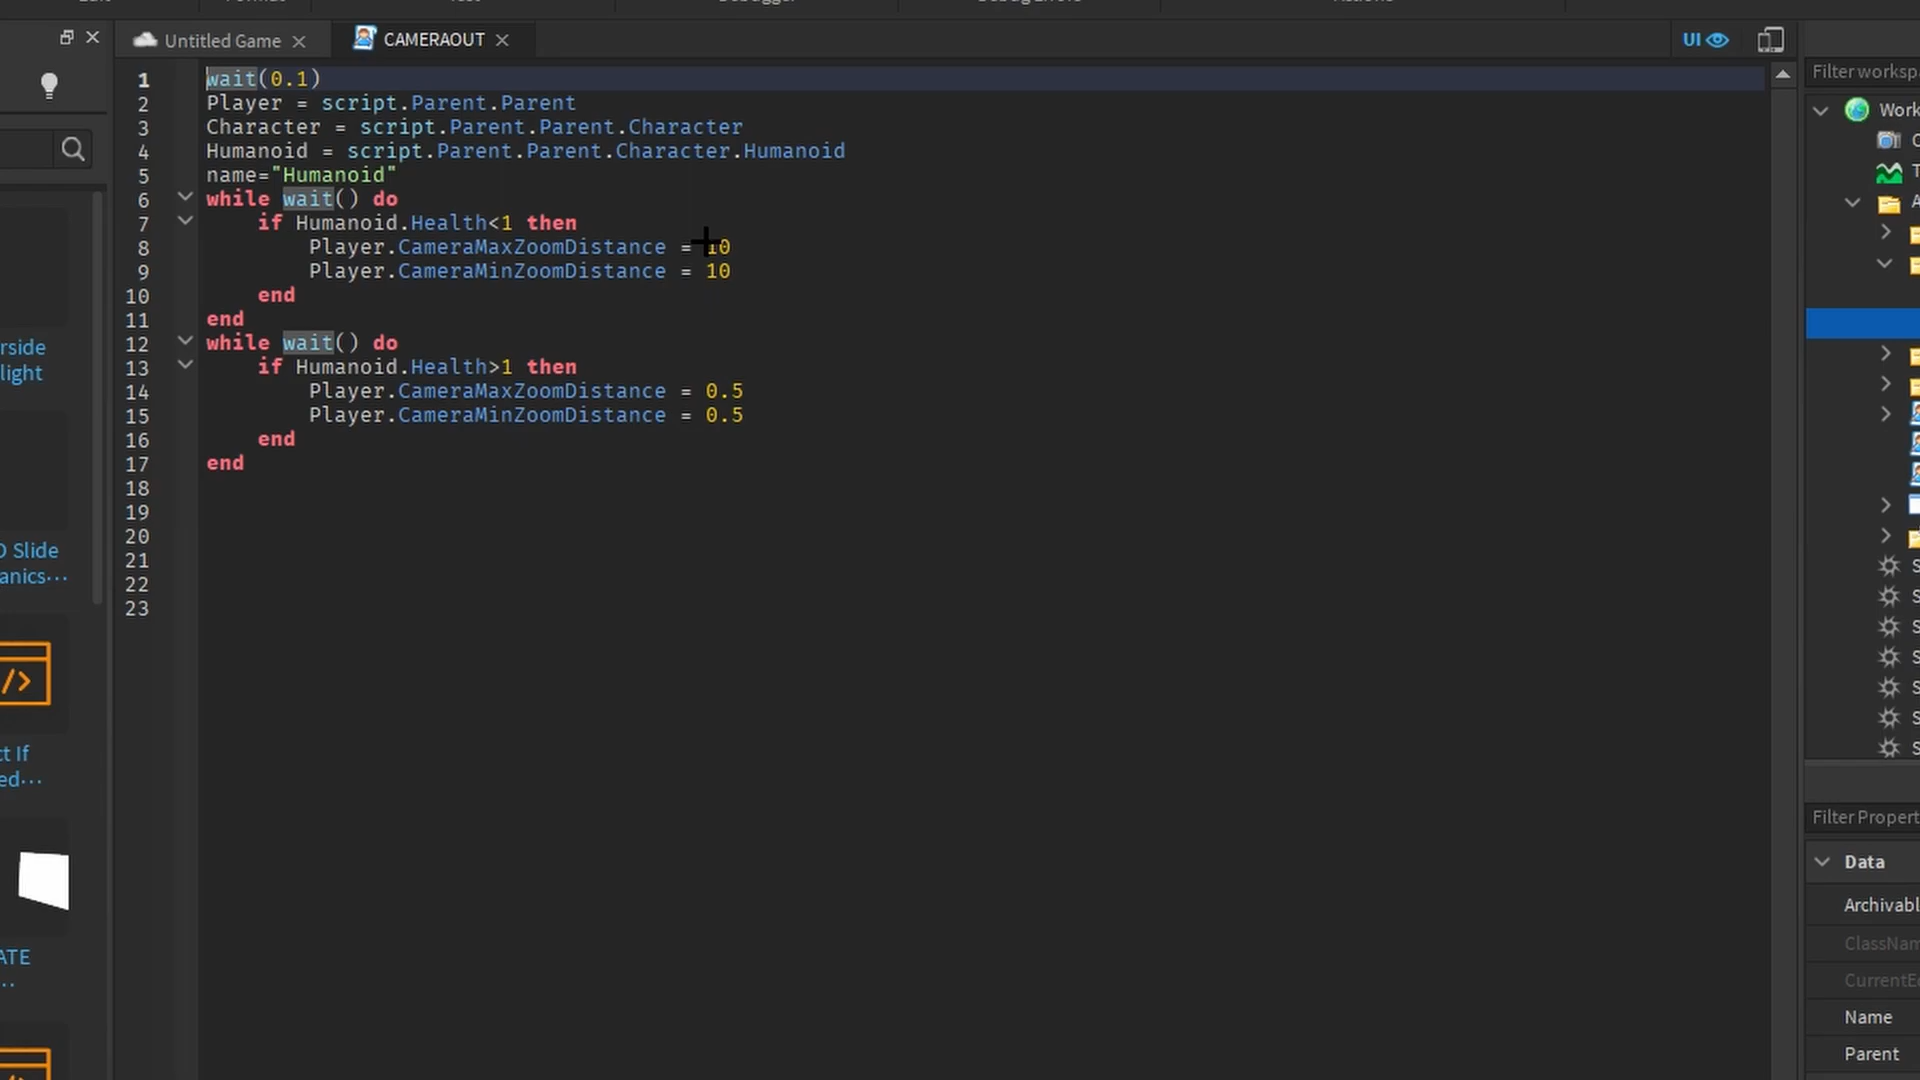 Untitled Game
CAMERAOUT
UI
1 wait(0.1)
2 Player = script.Parent.Parent
3 Character = script.Parent.Parent.Character
4 Humanoid = script.Parent.Parent.Character.Humanoid
5 name="Humanoid"
6 while wait() do
7 if Humanoid.Health<1 then
8 Player.CameraMaxZoomDistance = 10
9 Player.CameraMinZoomDistance = 10
10 end
11 end
12 while wait() do
13 if Humanoid.Health>1 then
14 Player.CameraMaxZoomDistance = 0.5
15 Player.CameraMinZoomDistance = 0.5
16 end
17 end
18
19
20
21
22
23
rside
light
D Slide
anics...
ct If
ed...
ATE
...
Filter workspa
Work
Filter Propert
Data
Archivabl
ClassNam
CurrentEd
Name
Parent